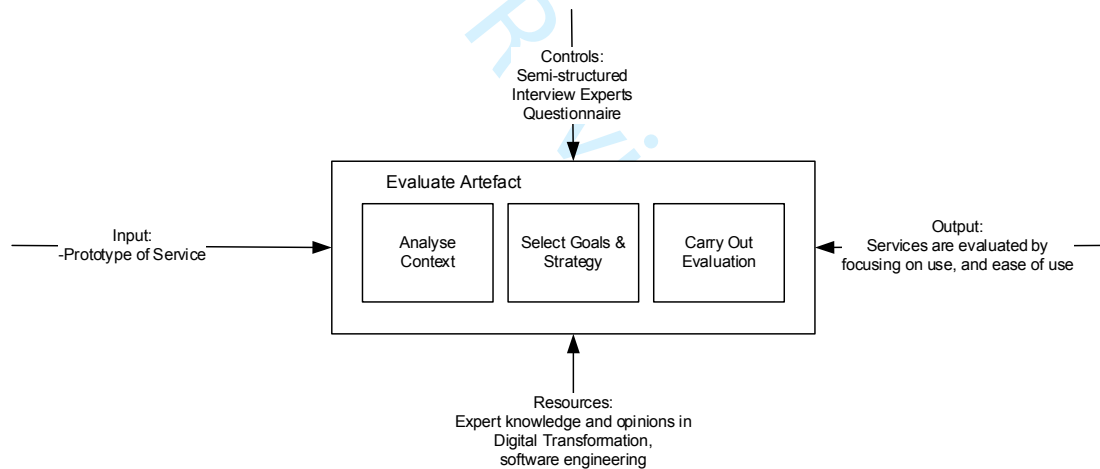 Controls:
Semi-structured
Interview Experts
Questionnaire
Evaluate Artefact
Analyse
Context
Select Goals &
Strategy
Carry Out
Evaluation
Input:
-Prototype of Service
Output:
Services are evaluated by
focusing on use, and ease of use
Resources:
Expert knowledge and opinions in
Digital Transformation,
software engineering